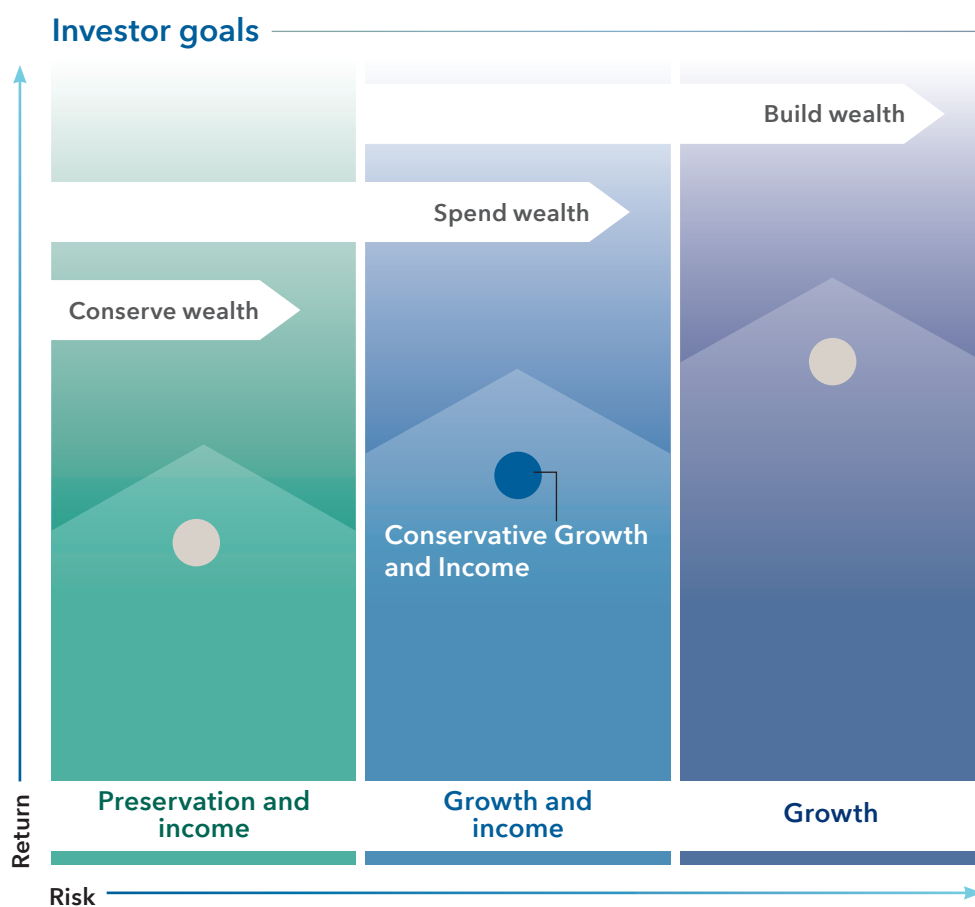 Investor goals
Build wealth
Spend wealth
Conserve wealth
Conservative Growth
and Income
Preservation and
income
Growth and
income
Growth
Return
Risk